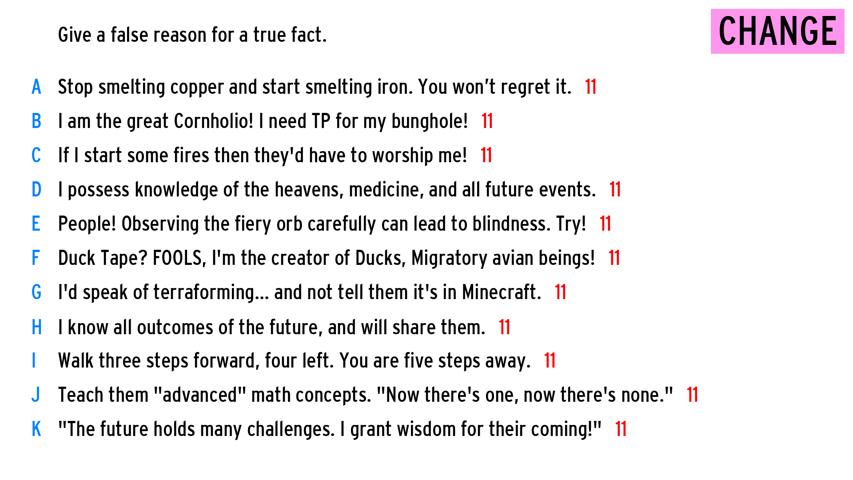 Give a false reason for a true fact.
CHANGE
A Stop smelting copper and start smelting iron. You won't regret it. 11
B I am the great Cornholio! I need TP for my bunghole! 11
C If I start some fires then they'd have to worship me! 11
D I possess knowledge of the heavens, medicine, and all future events. 11
E People! Observing the fiery orb carefully can lead to blindness. Try! 11
F Duck Tape? FOOLS, I'm the creator of Ducks, Migratory avian beings! 11
G I'd speak of terraforming... and not tell them it's in Minecraft. 11
H I know all outcomes of the future, and will share them. 11
I Walk three steps forward, four left. You are five steps away. 11
J Teach them "advanced" math concepts. "Now there's one, now there's none." 11
K "The future holds many challenges. I grant wisdom for their coming!" 11